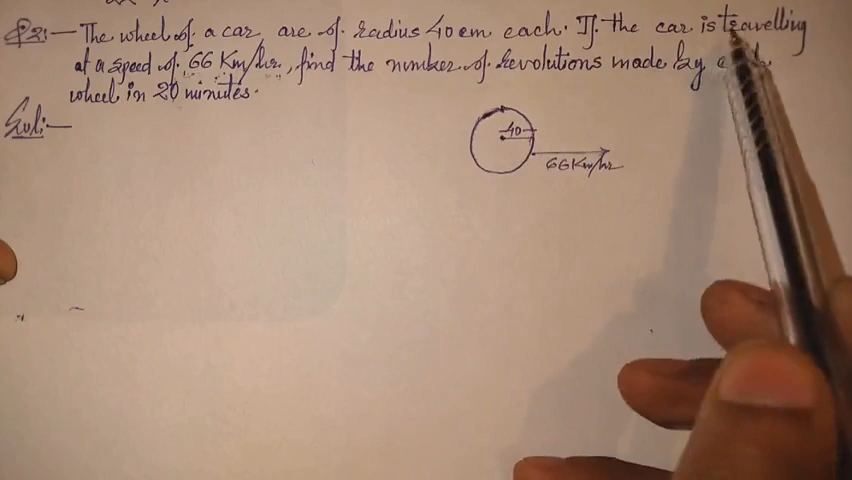 Q2:— The wheel of a car, are of radius 40 cm each. If the car is travelling
at a speed of 66 Km/hr, find the number of revolutions made by
wheel in 20 minutes.
Sol:—
40
66 Km/hr